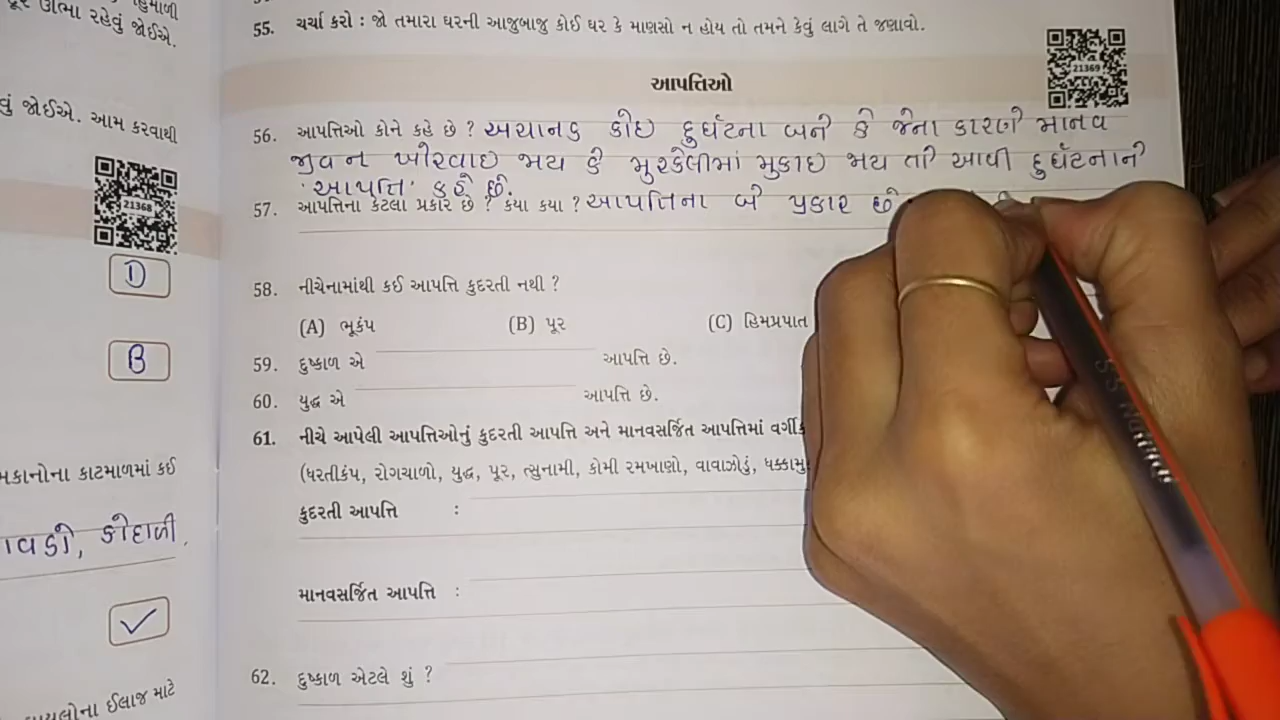 હિમાળી
દૂર ઊભા રહેવું જોઈએ.
વું જોઈએ. આમ કરવાથી
21368
D
B
મકાનોના કાટમાળમાં કઈ
પાવડો, કોદાળી.
✓
ઘાયલોના ઈલાજ માટે
55. ચર્ચા કરો : જો તમારા ઘરની આજુબાજુ કોઈ ઘર કે માણસો ન હોય તો તમને કેવું લાગે તે જણાવો.
21369
આપત્તિઓ
56. આપત્તિઓ કોને કહે છે ? અચાનક કોઇ દુર્ઘટના બને કે જેના કારણે માનવ
જીવન ખોરવાઇ જાય કે મુશ્કેલીમાં મુકાઇ જાય તો આવી દુર્ઘટનાને
'આપત્તિ' કહે છે.
57. આપત્તિના કેટલા પ્રકાર છે ? કયા કયા ? આપત્તિના બે પ્રકાર છે
58. નીચેનામાંથી કઈ આપત્તિ કુદરતી નથી ?
(A) ભૂકંપ (B) પૂર (C) હિમપ્રપાત
59. દુષ્કાળ એ આપત્તિ છે.
60. યુદ્ધ એ આપત્તિ છે.
61. નીચે આપેલી આપત્તિઓનું કુદરતી આપત્તિ અને માનવસર્જિત આપત્તિમાં વર્ગીક
(ધરતીકંપ, રોગચાળો, યુદ્ધ, પૂર, ત્સુનામી, કોમી રમખાણો, વાવાઝોડું, ધક્કામુ
કુદરતી આપત્તિ :
માનવસર્જિત આપત્તિ :
62. દુષ્કાળ એટલે શું ?